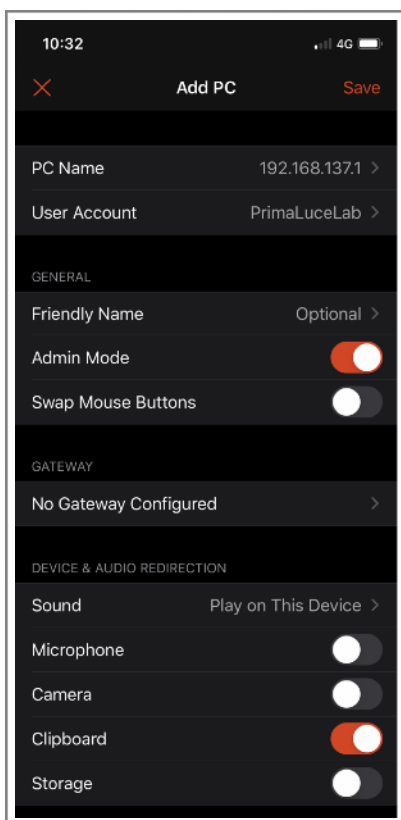 10:32 4G
Add PC Save
PC Name 192.168.137.1
User Account PrimaLuceLab
GENERAL
Friendly Name Optional
Admin Mode
Swap Mouse Buttons
GATEWAY
No Gateway Configured
DEVICE & AUDIO REDIRECTION
Sound Play on This Device
Microphone
Camera
Clipboard
Storage